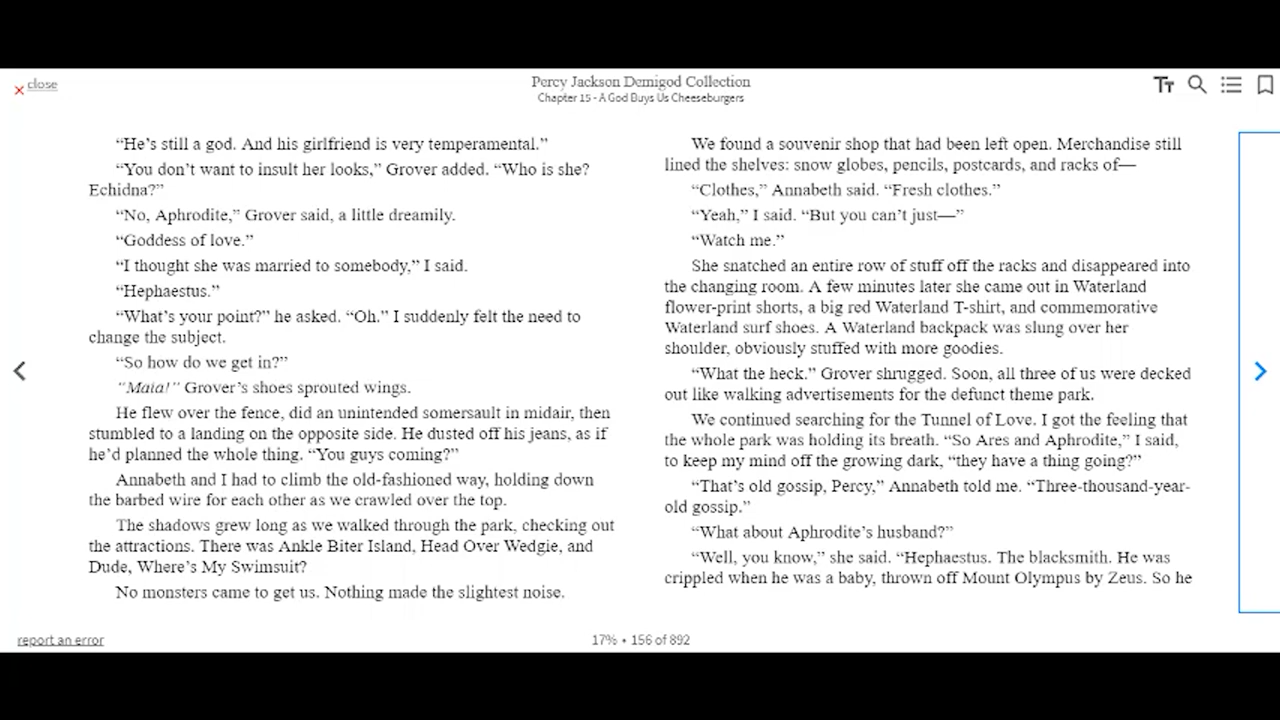 close
Percy Jackson Demigod Collection
Chapter 15 - A God Buys Us Cheeseburgers
“He’s still a god. And his girlfriend is very temperamental.”
“You don’t want to insult her looks,” Grover added. “Who is she?
Echidna?”
“No, Aphrodite,” Grover said, a little dreamily.
“Goddess of love.”
“I thought she was married to somebody,” I said.
“Hephaestus.”
“What’s your point?” he asked. “Oh.” I suddenly felt the need to
change the subject.
“So how do we get in?”
“Maia!” Grover’s shoes sprouted wings.
He flew over the fence, did an unintended somersault in midair, then
stumbled to a landing on the opposite side. He dusted off his jeans, as if
he’d planned the whole thing. “You guys coming?”
Annabeth and I had to climb the old-fashioned way, holding down
the barbed wire for each other as we crawled over the top.
The shadows grew long as we walked through the park, checking out
the attractions. There was Ankle Biter Island, Head Over Wedgie, and
Dude, Where’s My Swimsuit?
No monsters came to get us. Nothing made the slightest noise.
We found a souvenir shop that had been left open. Merchandise still
lined the shelves: snow globes, pencils, postcards, and racks of—
“Clothes,” Annabeth said. “Fresh clothes.”
“Yeah,” I said. “But you can’t just—”
“Watch me.”
She snatched an entire row of stuff off the racks and disappeared into
the changing room. A few minutes later she came out in Waterland
flower-print shorts, a big red Waterland T-shirt, and commemorative
Waterland surf shoes. A Waterland backpack was slung over her
shoulder, obviously stuffed with more goodies.
“What the heck.” Grover shrugged. Soon, all three of us were decked
out like walking advertisements for the defunct theme park.
We continued searching for the Tunnel of Love. I got the feeling that
the whole park was holding its breath. “So Ares and Aphrodite,” I said,
to keep my mind off the growing dark, “they have a thing going?”
“That’s old gossip, Percy,” Annabeth told me. “Three-thousand-year-
old gossip.”
“What about Aphrodite’s husband?”
“Well, you know,” she said. “Hephaestus. The blacksmith. He was
crippled when he was a baby, thrown off Mount Olympus by Zeus. So he
report an error
17% • 156 of 892